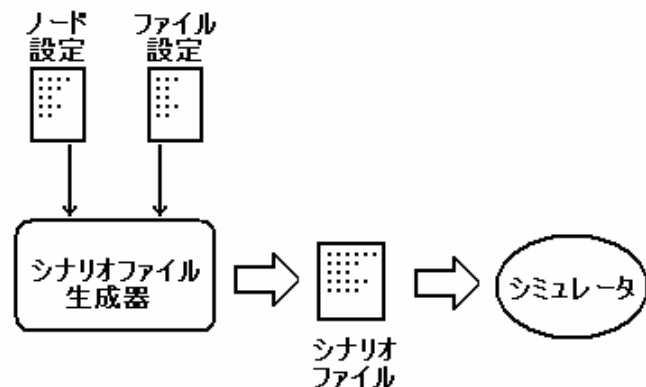 ノード
設定
ファイル
設定
シナリオファイル
生成器
シナリオ
ファイル
シミュレータ